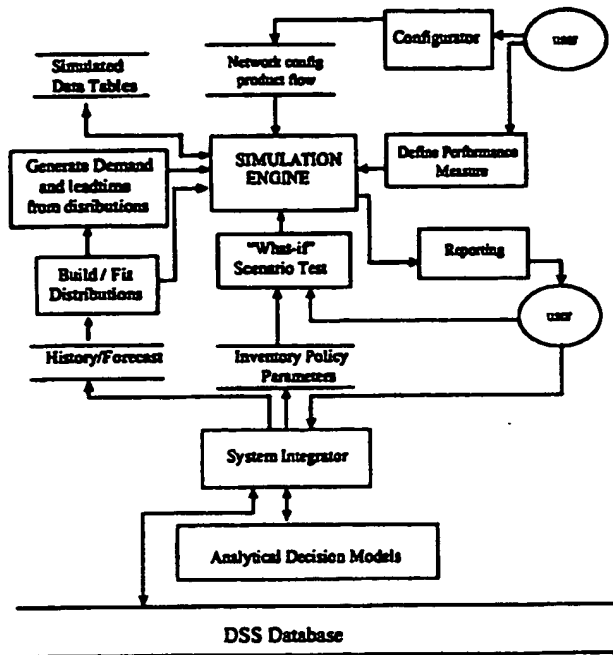 Configurator
user
Simulated
Data Tables
Network config
product flow
Generate Demand
and leadtimes
from disributions
SIMULATION
ENGINE
Define Performance
Measure
Build / Fit
Distributions
"What-if"
Scenario Test
Reporting
user
History/Forecast
Inventory Policy
Parameters
System Integrator
Analytical Decision Models
DSS Database